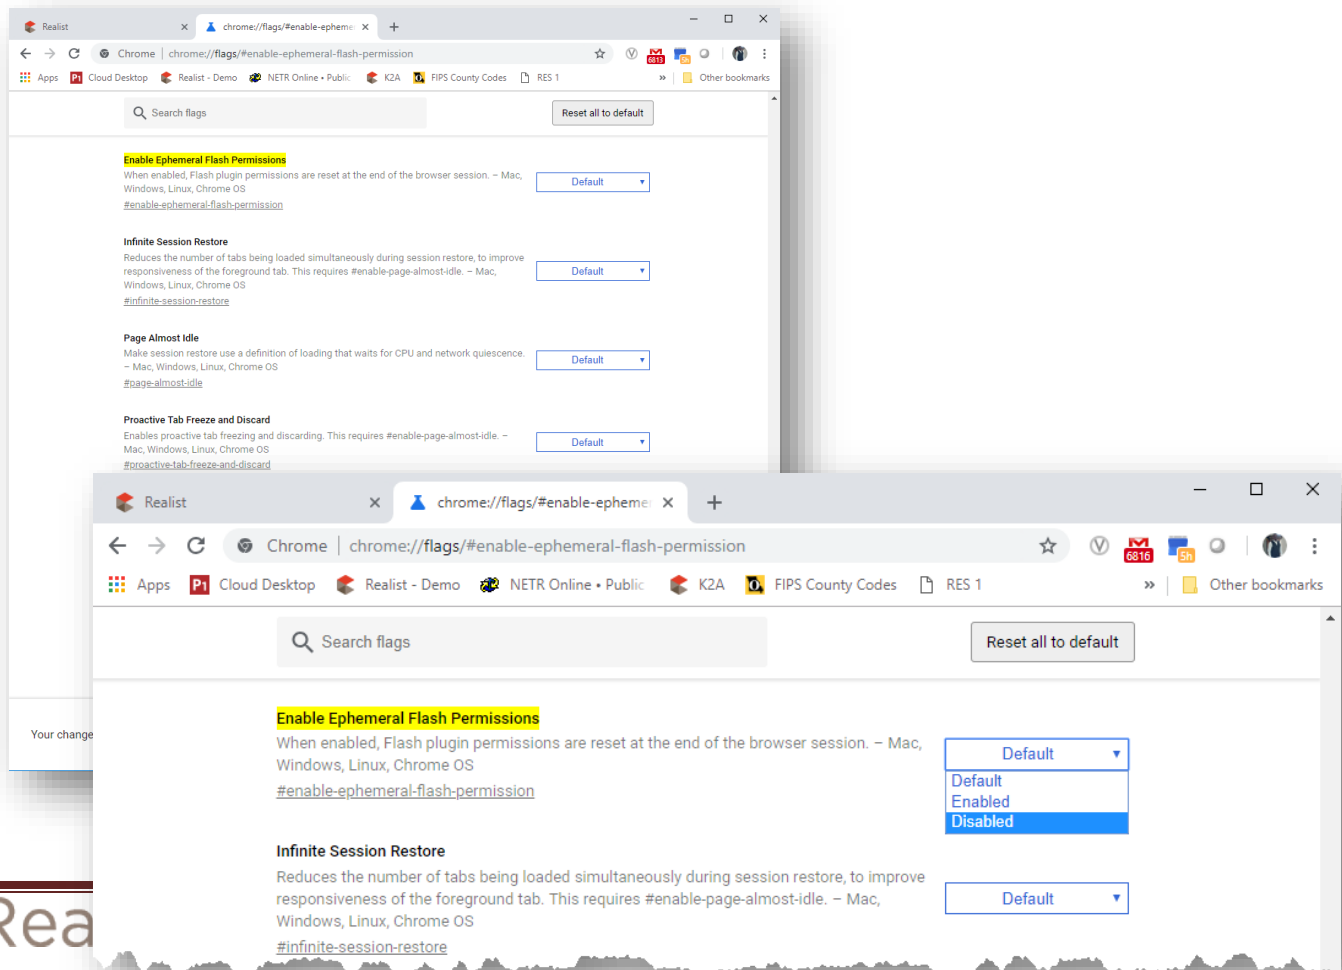 Realist
chrome://flags/#enable-ephemer
Chrome | chrome://flags/#enable-ephemeral-flash-permission
6813
5h
Apps P1 Cloud Desktop Realist - Demo NETR Online • Public K2A FIPS County Codes RES 1 » Other bookmarks
Search flags
Reset all to default
Enable Ephemeral Flash Permissions
When enabled, Flash plugin permissions are reset at the end of the browser session. – Mac,
Windows, Linux, Chrome OS
#enable-ephemeral-flash-permission
Default
Infinite Session Restore
Reduces the number of tabs being loaded simultaneously during session restore, to improve
responsiveness of the foreground tab. This requires #enable-page-almost-idle. – Mac,
Windows, Linux, Chrome OS
#infinite-session-restore
Default
Page Almost Idle
Make session restore use a definition of loading that waits for CPU and network quiescence.
– Mac, Windows, Linux, Chrome OS
#page-almost-idle
Default
Proactive Tab Freeze and Discard
Enables proactive tab freezing and discarding. This requires #enable-page-almost-idle. –
Mac, Windows, Linux, Chrome OS
#proactive-tab-freeze-and-discard
Default
Your change
Rea
Realist
chrome://flags/#enable-ephemer
Chrome | chrome://flags/#enable-ephemeral-flash-permission
6816
5h
Apps P1 Cloud Desktop Realist - Demo NETR Online • Public K2A FIPS County Codes RES 1 » Other bookmarks
Search flags
Reset all to default
Enable Ephemeral Flash Permissions
When enabled, Flash plugin permissions are reset at the end of the browser session. – Mac,
Windows, Linux, Chrome OS
#enable-ephemeral-flash-permission
Default
Default
Enabled
Disabled
Infinite Session Restore
Reduces the number of tabs being loaded simultaneously during session restore, to improve
responsiveness of the foreground tab. This requires #enable-page-almost-idle. – Mac,
Windows, Linux, Chrome OS
#infinite-session-restore
Default